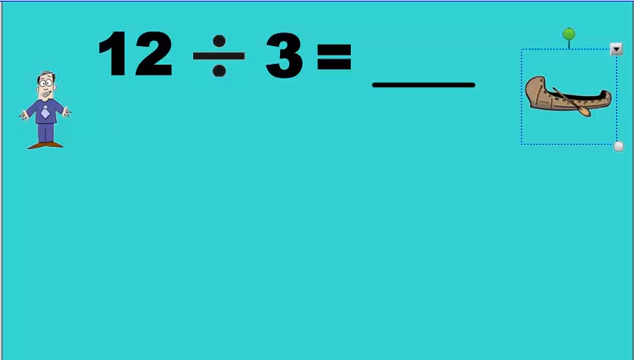 12 ÷ 3 = ____